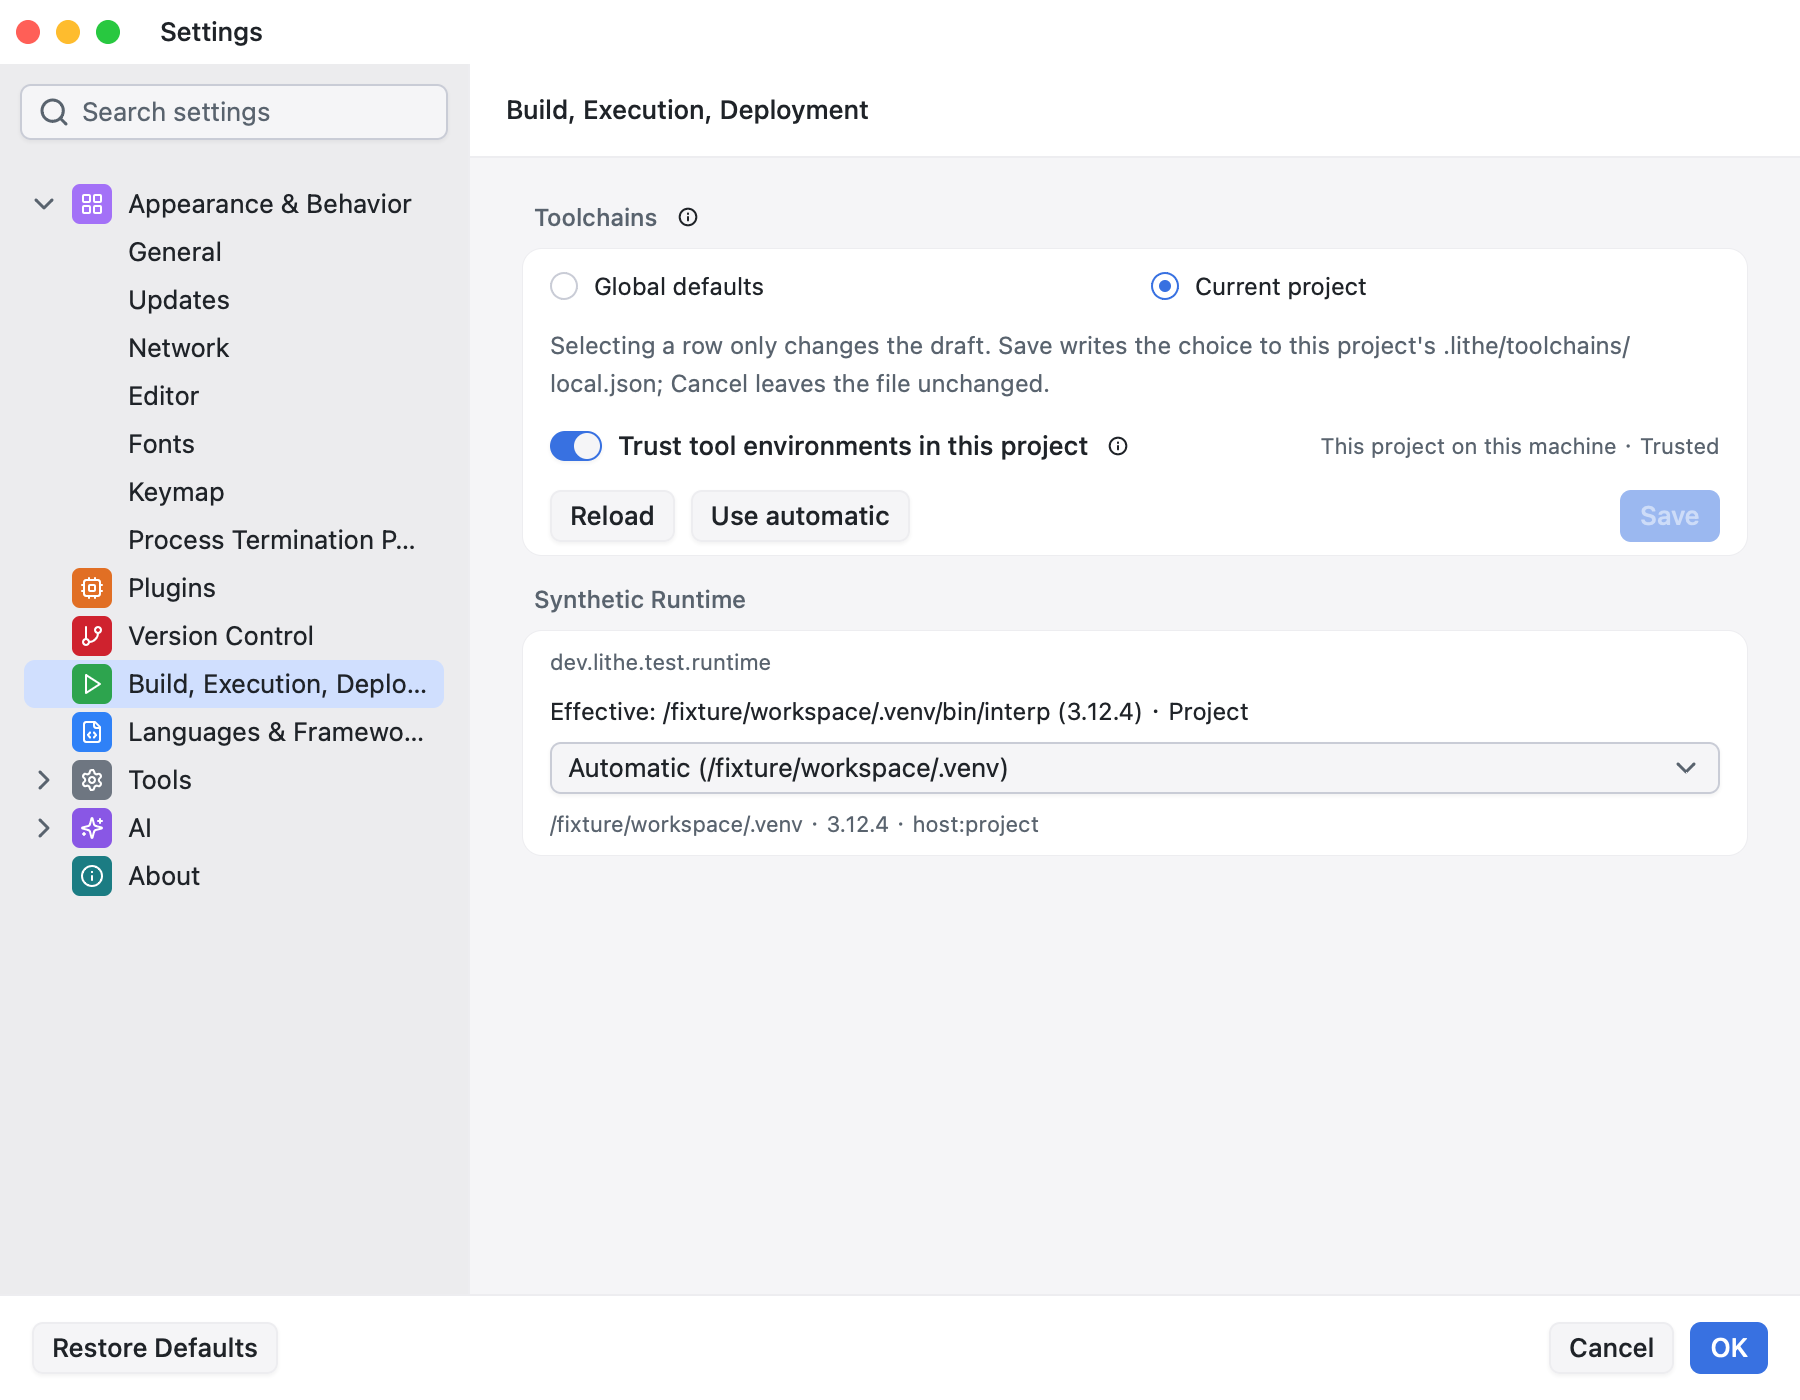 Settings
Search settings
Appearance & Behavior
General
Updates
Network
Editor
Fonts
Keymap
Process Termination P...
Plugins
Version Control
Build, Execution, Deplo...
Languages & Framewo...
Tools
AI
About
Build, Execution, Deployment
Toolchains
Global defaults
Current project
Selecting a row only changes the draft. Save writes the choice to this project's .lithe/toolchains/
local.json; Cancel leaves the file unchanged.
Trust tool environments in this project
This project on this machine · Trusted
Reload
Use automatic
Save
Synthetic Runtime
dev.lithe.test.runtime
Effective: /fixture/workspace/.venv/bin/interp (3.12.4) · Project
Automatic (/fixture/workspace/.venv)
/fixture/workspace/.venv · 3.12.4 · host:project
Restore Defaults
Cancel
OK